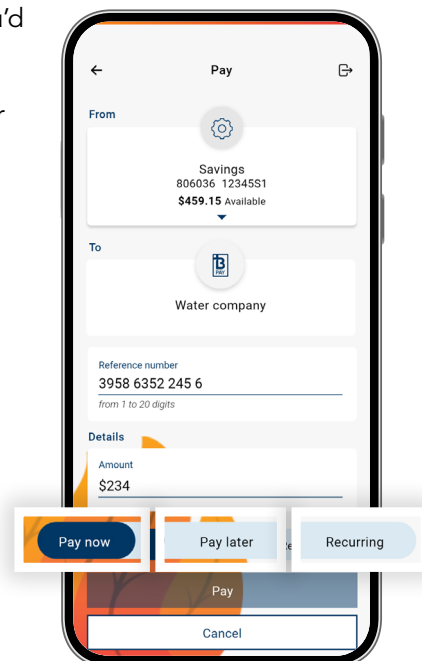 'd
r
Pay
From
Savings
806036 12345S1
$459.15 Available
To
B
PAY
Water company
Reference number
3958 6352 245 6
from 1 to 20 digits
Details
Amount
$234
Pay now
Pay later
Recurring
Pay
Cancel